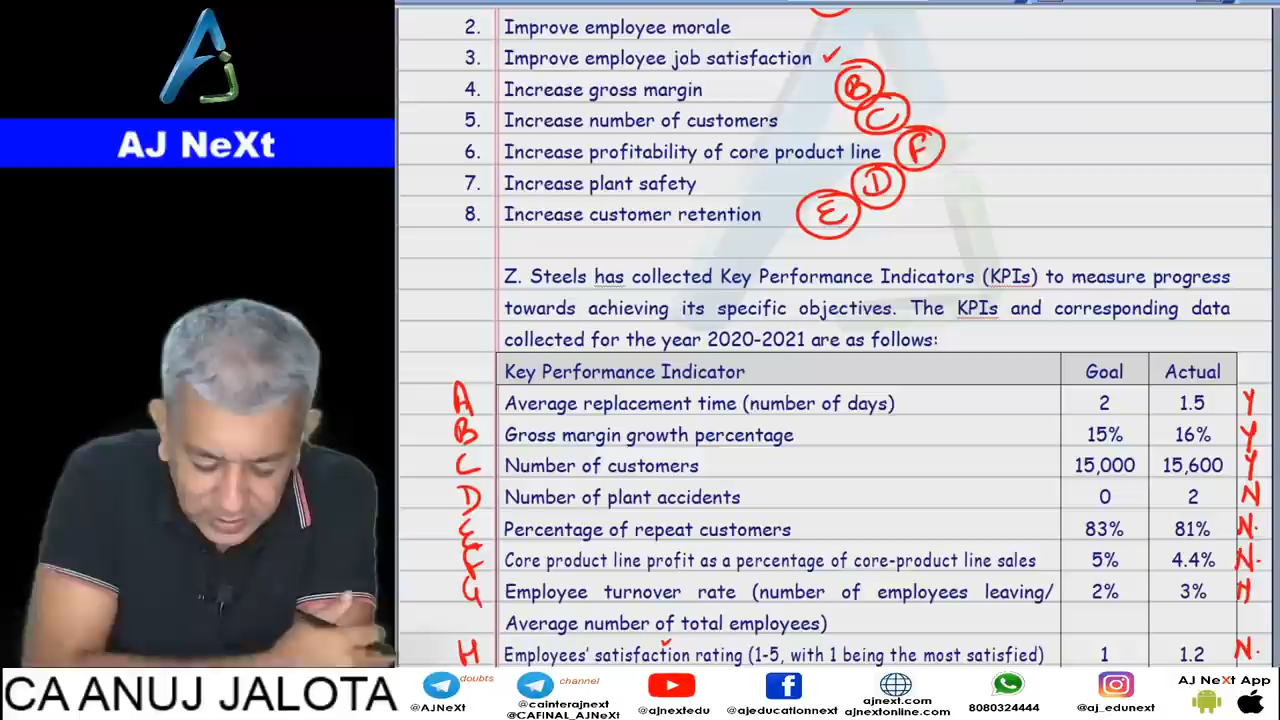 AJ
AJ NeXt
2. Improve employee morale
3. Improve employee job satisfaction ✓
4. Increase gross margin B
5. Increase number of customers C
6. Increase profitability of core product line F
7. Increase plant safety D
8. Increase customer retention E
Z. Steels has collected Key Performance Indicators (KPIs) to measure progress
towards achieving its specific objectives. The KPIs and corresponding data
collected for the year 2020-2021 are as follows:
Key Performance Indicator Goal Actual
A Average replacement time (number of days) 2 1.5 Y
B Gross margin growth percentage 15% 16% Y
C Number of customers 15,000 15,600 Y
D Number of plant accidents 0 2 N
E Percentage of repeat customers 83% 81% N.
F Core product line profit as a percentage of core-product line sales 5% 4.4% N.
G Employee turnover rate (number of employees leaving/ 2% 3% N
Average number of total employees)
H Employees' satisfaction rating (1-5, with 1 being the most satisfied) 1 1.2 N.
CA ANUJ JALOTA
doubts
@AJNeXt
channel
@cainterajnext
@CAFINAL_AJNeXt
@ajnextedu
@ajeducationnext
ajnext.com
ajnextonline.com
8080324444
@aj_edunext
AJ NeXt App